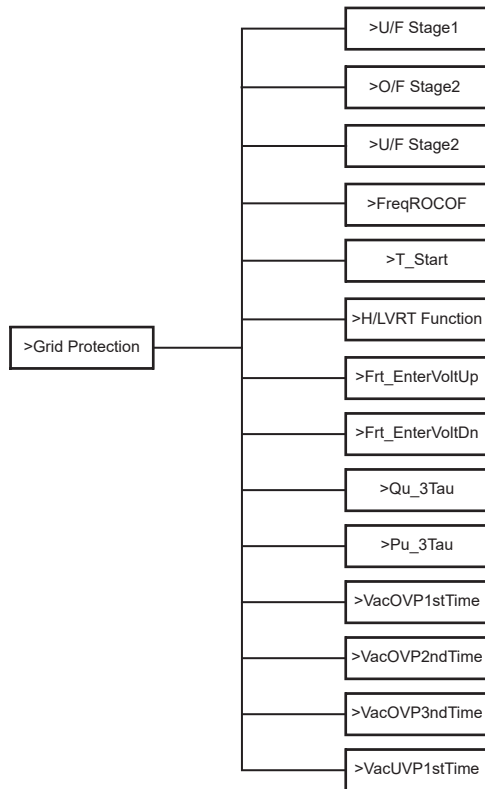 >U/F Stage1
>O/F Stage2
>U/F Stage2
>FreqROCOF
>T_Start
>H/LVRT Function
>Grid Protection
>Frt_EnterVoltUp
>Frt_EnterVoltDn
>Qu_3Tau
>Pu_3Tau
>VacOVP1stTime
>VacOVP2ndTime
>VacOVP3ndTime
>VacUVP1stTime